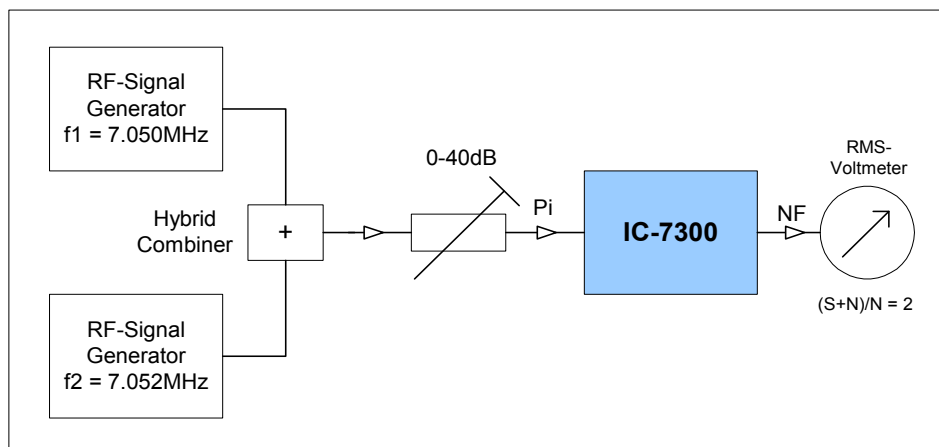 RF-Signal
Generator
f1 = 7.050MHz
0-40dB
RMS-
Voltmeter
Hybrid
Combiner
+
Pi
IC-7300
NF
(S+N)/N = 2
RF-Signal
Generator
f2 = 7.052MHz